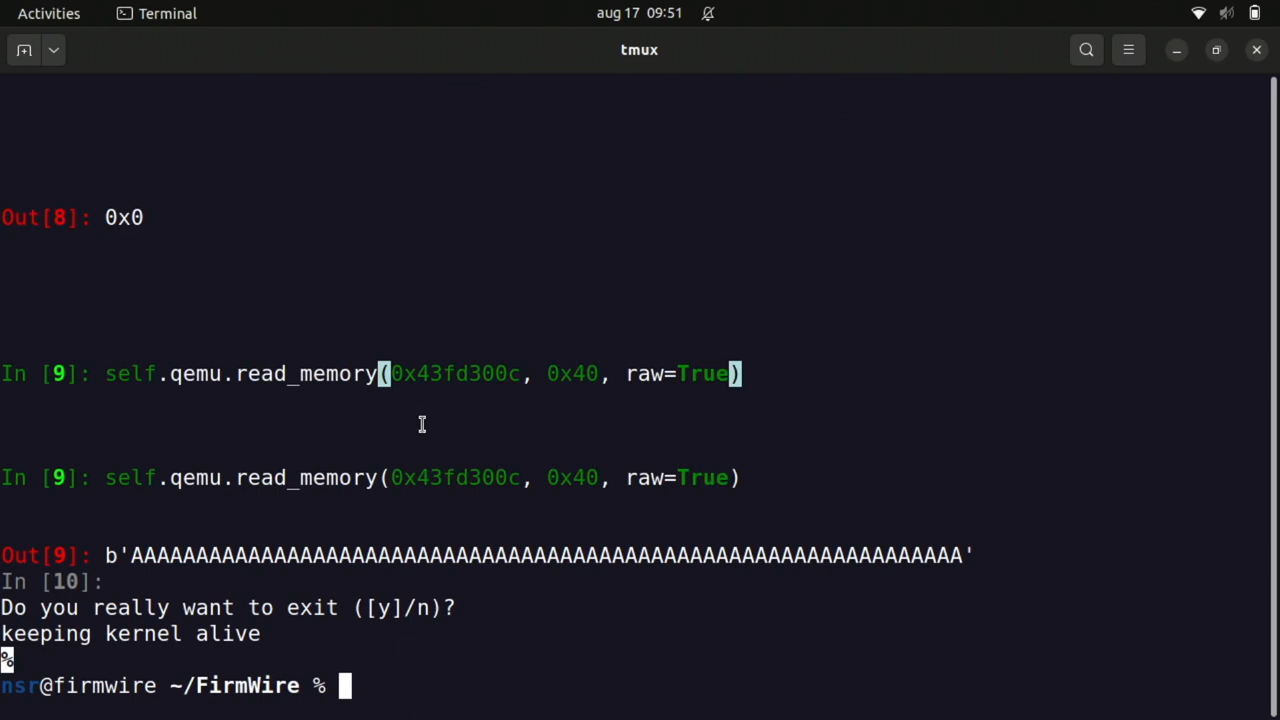 Activities Terminal aug 17 09:51
tmux
Out[8]: 0x0
In [9]: self.qemu.read_memory(0x43fd300c, 0x40, raw=True)
In [9]: self.qemu.read_memory(0x43fd300c, 0x40, raw=True)
Out[9]: b'AAAAAAAAAAAAAAAAAAAAAAAAAAAAAAAAAAAAAAAAAAAAAAAAAAAAAAAAAAAAAAAA'
In [10]:
Do you really want to exit ([y]/n)?
keeping kernel alive
%
nsr@firmwire ~/FirmWire %